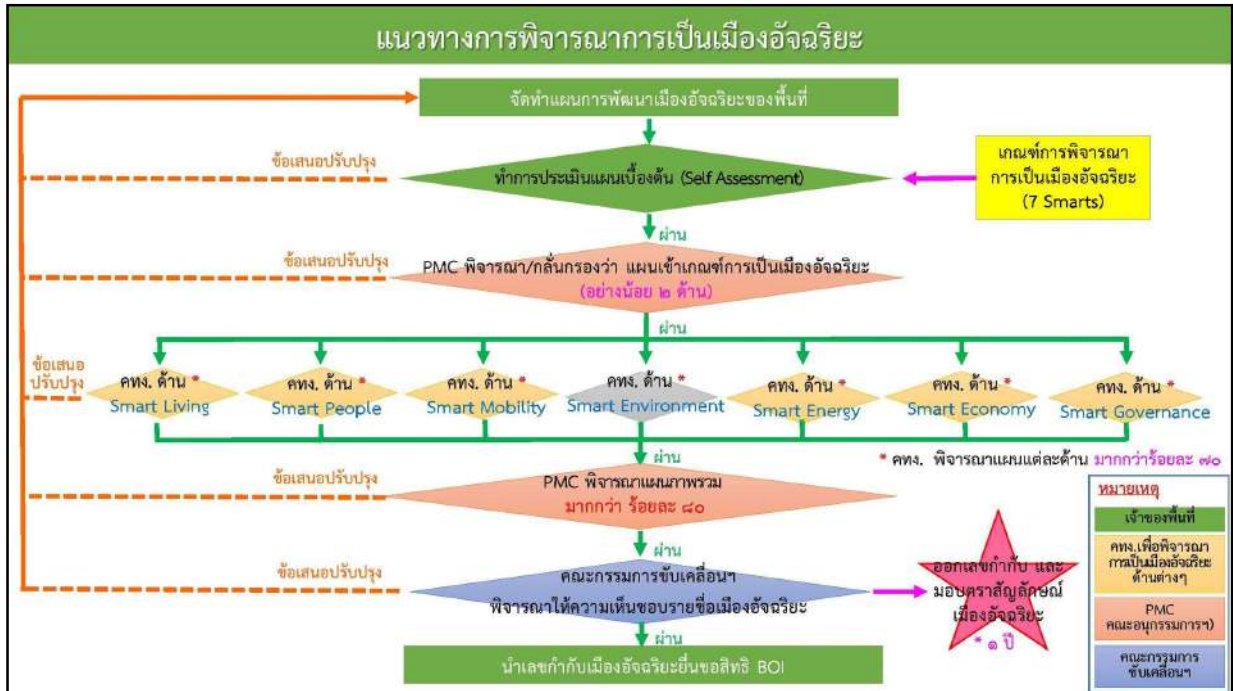 แนวทางการพิจารณาการเป็นเมืองอัจฉริยะ
จัดทำแผนการพัฒนาเมืองอัจฉริยะของพื้นที่
ข้อเสนอปรับปรุง
ทำการประเมินแผนเบื้องต้น (Self Assessment)
เกณฑ์การพิจารณา
การเป็นเมืองอัจฉริยะ
(7 Smarts)
ผ่าน
ข้อเสนอปรับปรุง
PMC พิจารณา/กลั่นกรองว่า แผนเข้าเกณฑ์การเป็นเมืองอัจฉริยะ
(อย่างน้อย ๒ ด้าน)
ผ่าน
ข้อเสนอ
ปรับปรุง
คทง. ด้าน *
Smart Living
คทง. ด้าน *
Smart People
คทง. ด้าน *
Smart Mobility
คทง. ด้าน *
Smart Environment
คทง. ด้าน *
Smart Energy
คทง. ด้าน *
Smart Economy
คทง. ด้าน *
Smart Governance
ผ่าน
* คทง. พิจารณาแผนแต่ละด้าน มากกว่าร้อยละ ๗๐
ข้อเสนอปรับปรุง
PMC พิจารณาแผนภาพรวม
มากกว่า ร้อยละ ๘๐
ผ่าน
ข้อเสนอปรับปรุง
คณะกรรมการขับเคลื่อนฯ
พิจารณาให้ความเห็นชอบรายชื่อเมืองอัจฉริยะ
ออกเลขกำกับ และ
มอบตราสัญลักษณ์
เมืองอัจฉริยะ
* ๑ ปี
ผ่าน
นำเลขกำกับเมืองอัจฉริยะยื่นขอสิทธิ BOI
หมายเหตุ
เจ้าของพื้นที่
คทง.เพื่อพิจารณา
การเป็นเมืองอัจฉริยะ
ด้านต่างๆ
PMC
คณะอนุกรรมการฯ)
คณะกรรมการ
ขับเคลื่อนฯ